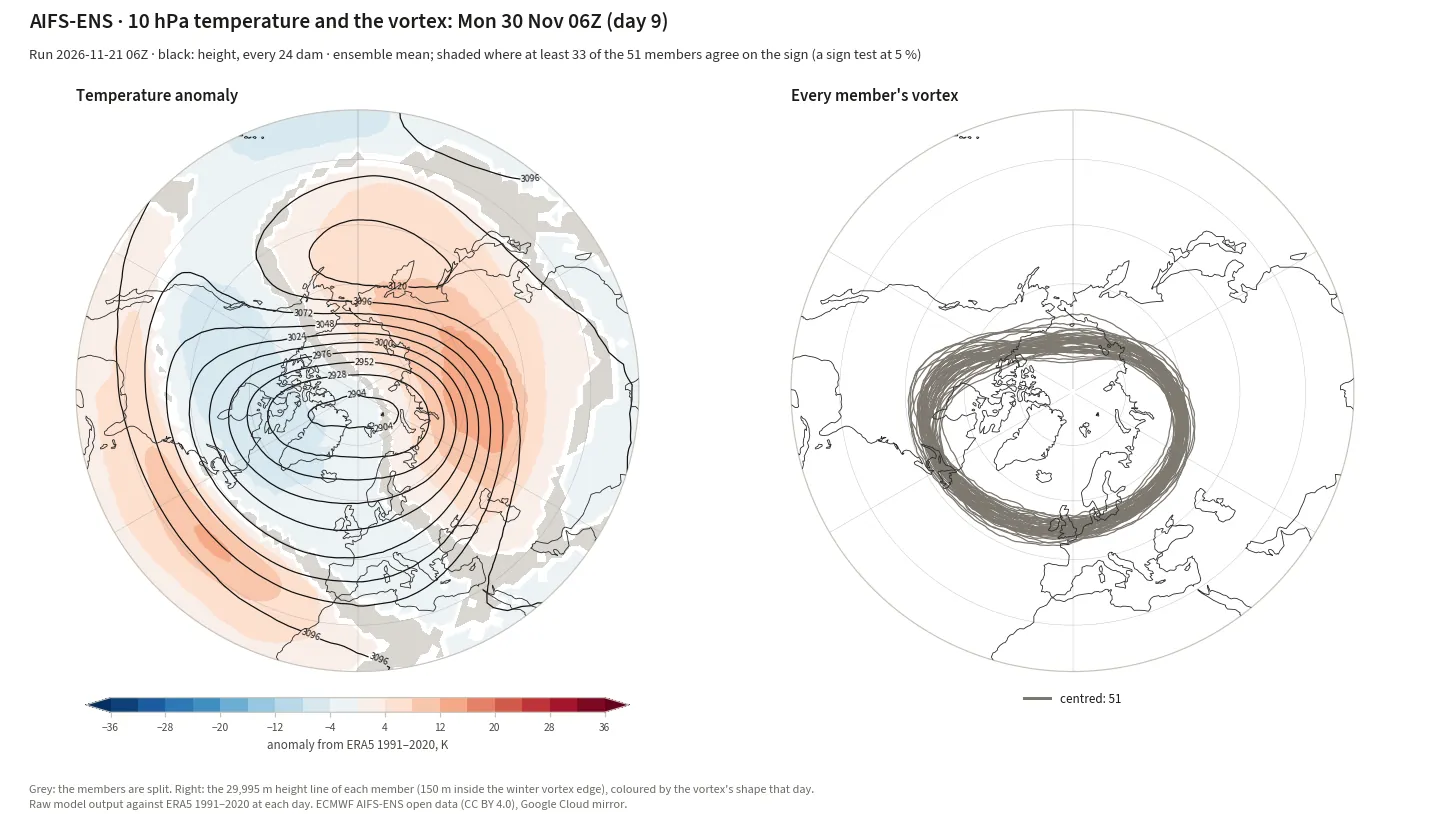 AIFS-ENS · 10 hPa temperature and the vortex: Mon 30 Nov 06Z (day 9)
Run 2026-11-21 06Z · black: height, every 24 dam · ensemble mean; shaded where at least 33 of the 51 members agree on the sign (a sign test at 5 %)
Temperature anomaly
Every member's vortex
3096
3120
3096
3072
3048
3024
3000
2976
2952
2928
2904
2904
3096
3096
centred: 51
−36 −28 −20 −12 −4 4 12 20 28 36
anomaly from ERA5 1991–2020, K
Grey: the members are split. Right: the 29,995 m height line of each member (150 m inside the winter vortex edge), coloured by the vortex's shape that day.
Raw model output against ERA5 1991–2020 at each day. ECMWF AIFS-ENS open data (CC BY 4.0), Google Cloud mirror.